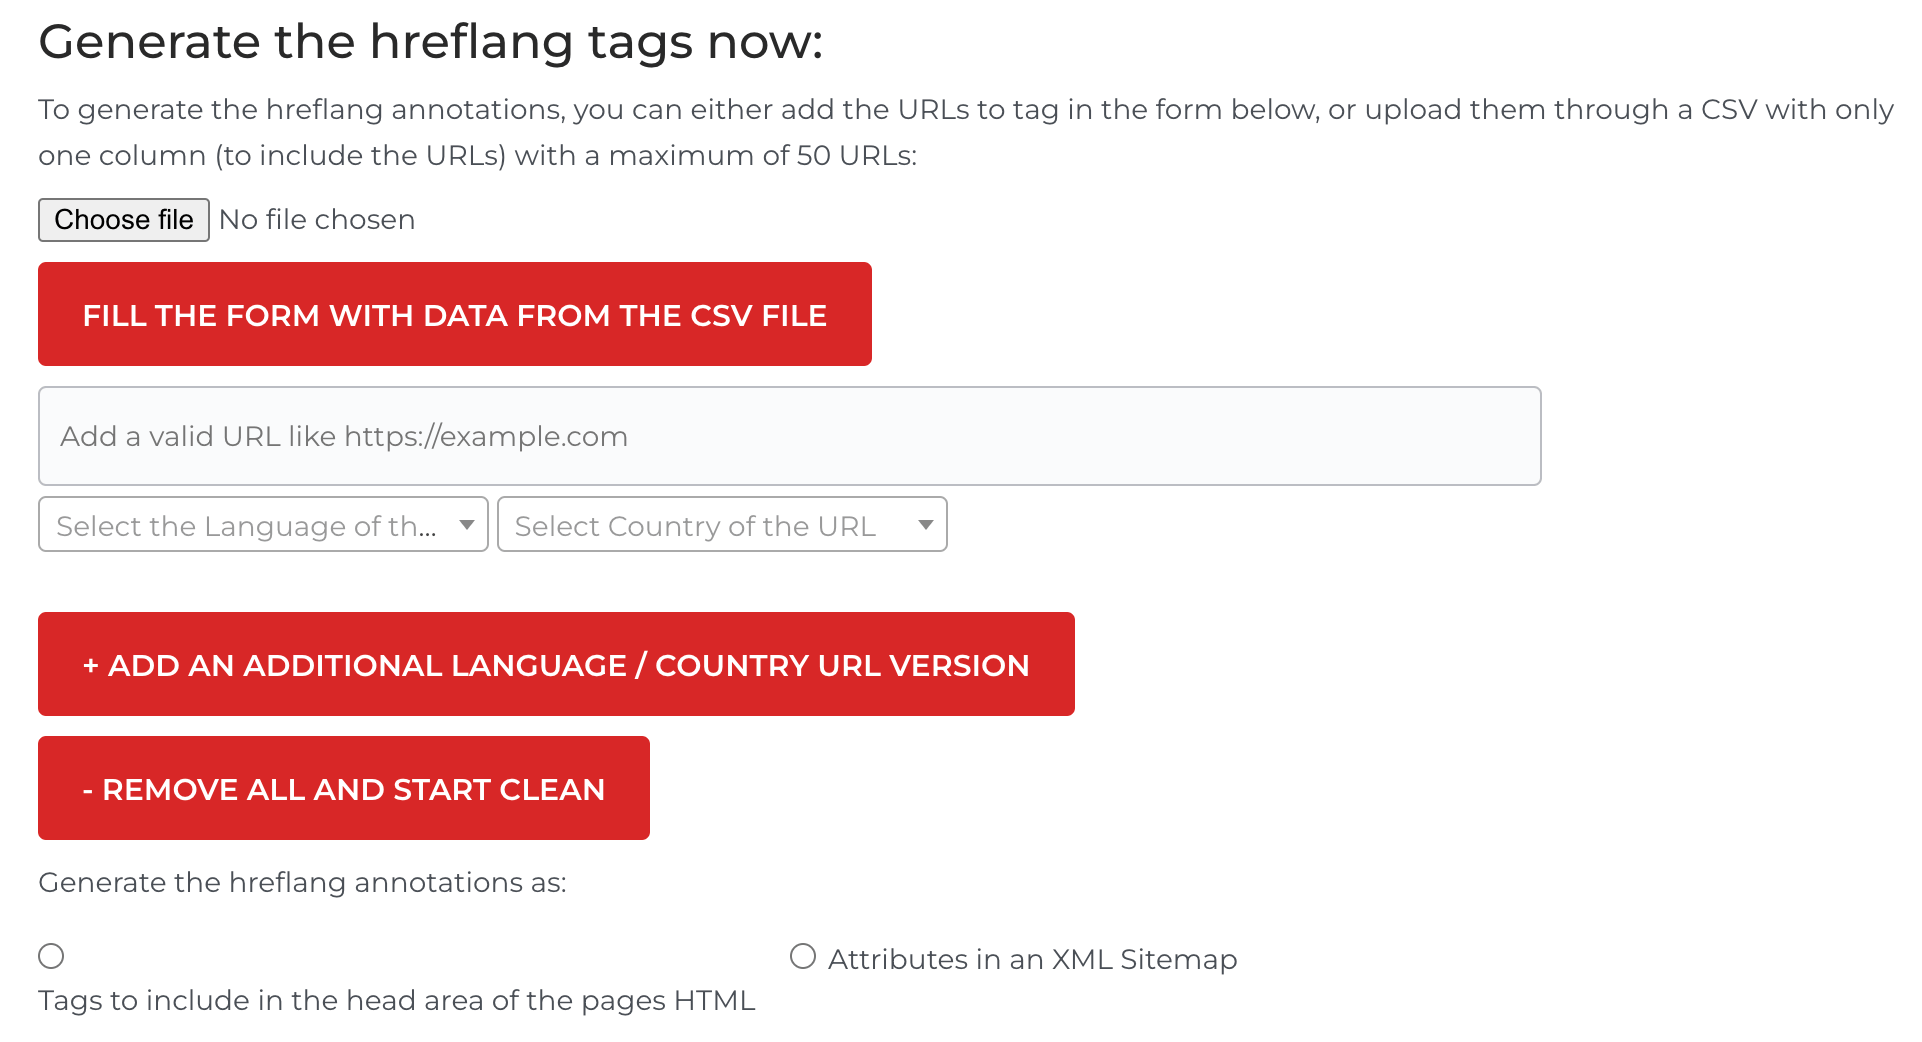 Generate the hreflang tags now:
To generate the hreflang annotations, you can either add the URLs to tag in the form below, or upload them through a CSV with only
one column (to include the URLs) with a maximum of 50 URLs:
Choose file No file chosen
FILL THE FORM WITH DATA FROM THE CSV FILE
Add a valid URL like https://example.com
Select the Language of th... Select Country of the URL
+ ADD AN ADDITIONAL LANGUAGE / COUNTRY URL VERSION
- REMOVE ALL AND START CLEAN
Generate the hreflang annotations as:
Attributes in an XML Sitemap
Tags to include in the head area of the pages HTML